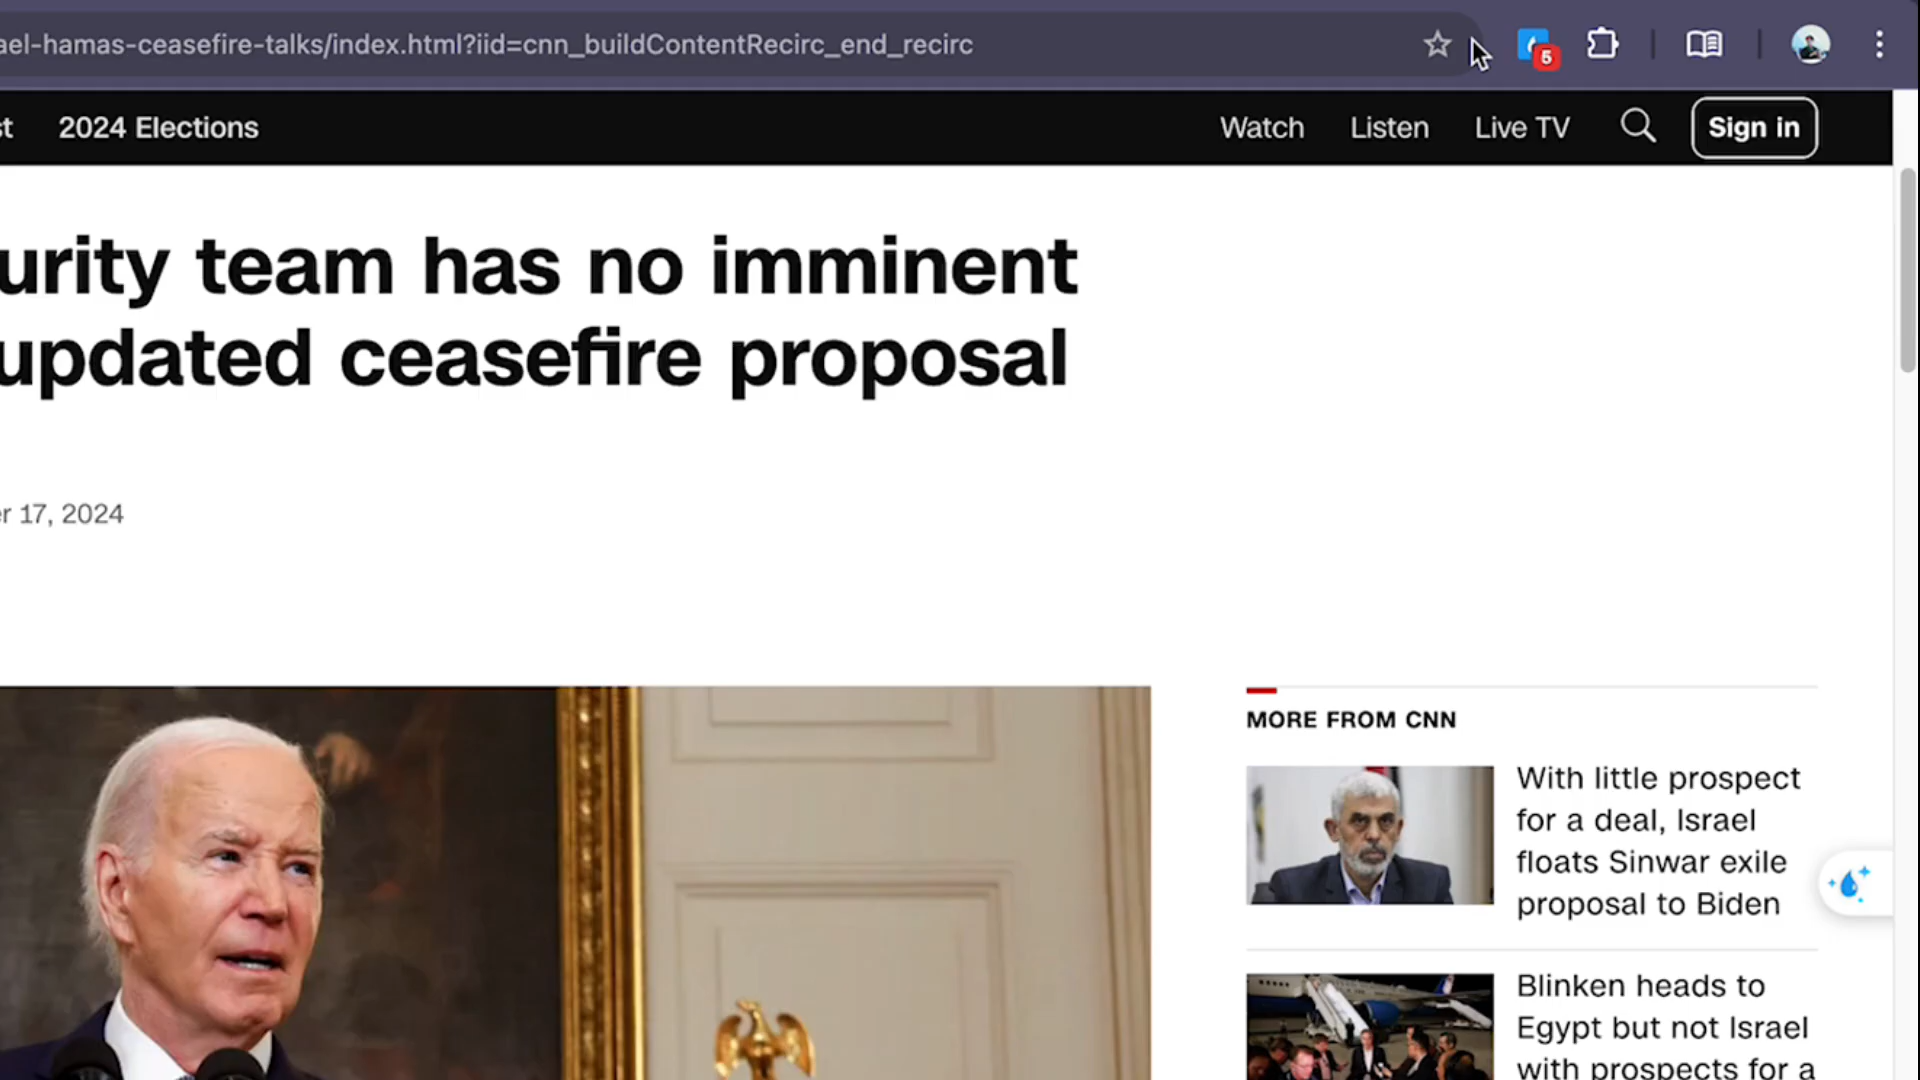 ael-hamas-ceasefire-talks/index.html?iid=cnn_buildContentRecirc_end_recirc
5
st 2024 Elections Watch Listen Live TV Sign in
urity team has no imminent
updated ceasefire proposal
er 17, 2024
MORE FROM CNN
With little prospect
for a deal, Israel
floats Sinwar exile
proposal to Biden
Blinken heads to
Egypt but not Israel
with prospects for a